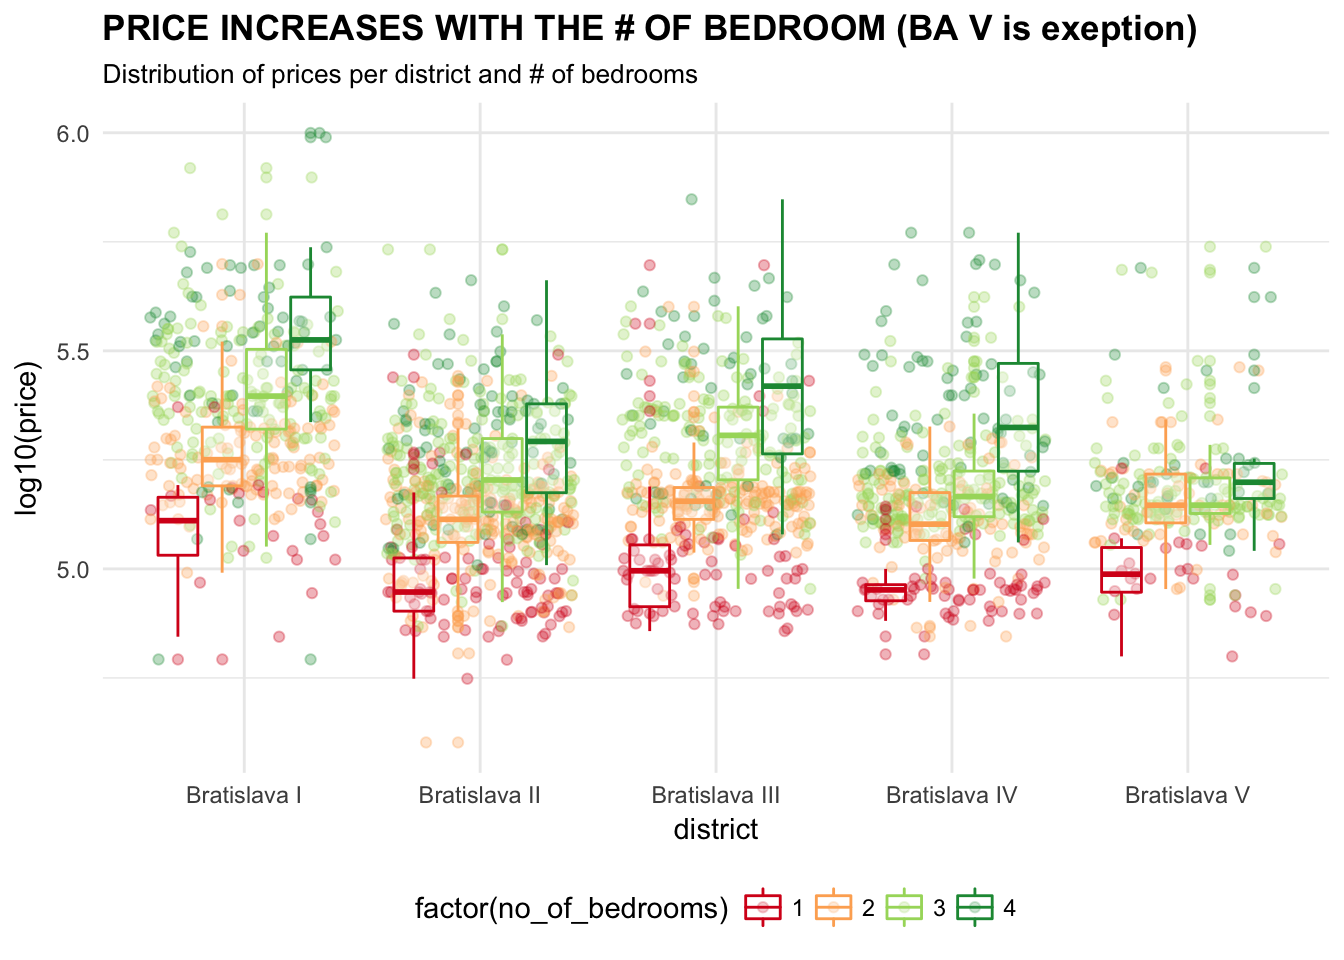 PRICE INCREASES WITH THE # OF BEDROOM (BA V is exeption)
Distribution of prices per district and # of bedrooms
6.0
5.5
5.0
log10(price)
Bratislava I
Bratislava II
Bratislava III
Bratislava IV
Bratislava V
district
factor(no_of_bedrooms) 1 2 3 4